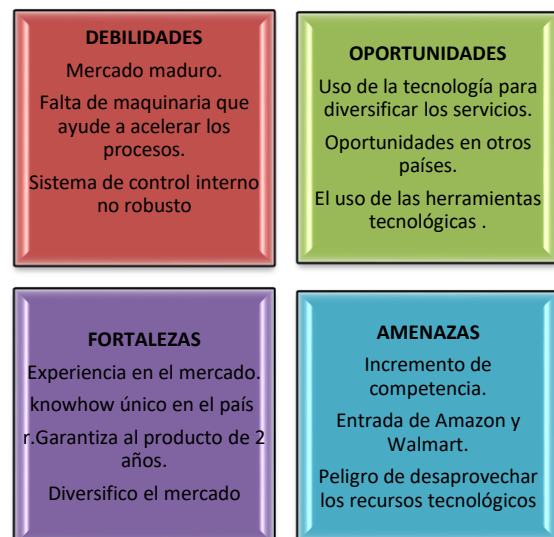 DEBILIDADES
Mercado maduro.
Falta de maquinaria que
ayude a acelerar los
procesos.
Sistema de control interno
no robusto
OPORTUNIDADES
Uso de la tecnología para
diversificar los servicios.
Oportunidades en otros
países.
El uso de las herramientas
tecnológicas .
FORTALEZAS
Experiencia en el mercado.
knowhow único en el país
r.Garantiza al producto de 2
años.
Diversifico el mercado
AMENAZAS
Incremento de
competencia.
Entrada de Amazon y
Walmart.
Peligro de desaprovechar
los recursos tecnológicos